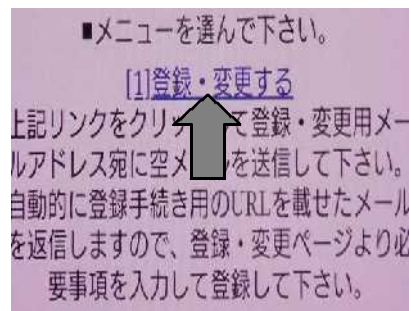 ■メニューを選んで下さい。
[1]登録・変更する
上記リンクをクリ て登録・変更用メー
ルアドレス宛に空メ を送信して下さい。
自動的に登録手続き用のURLを載せたメール
を返信しますので、登録・変更ページより必
要事項を入力して登録して下さい。